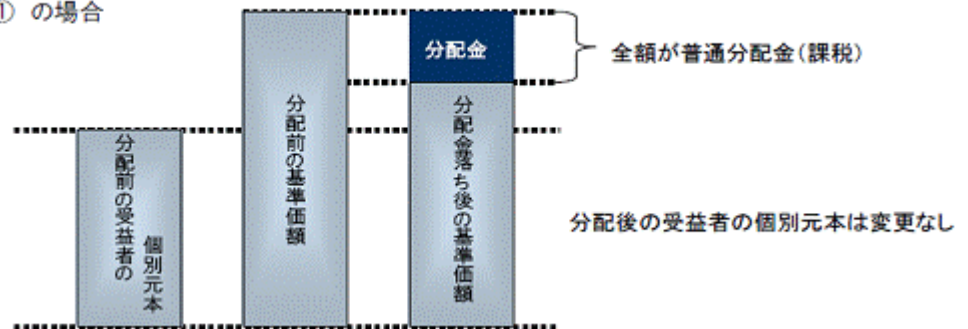 ① の場合
分配金
全額が普通分配金(課税)
分配前の受益者の
個別元本
分配前の基準価額
分配金落ち後の基準価額
分配後の受益者の個別元本は変更なし